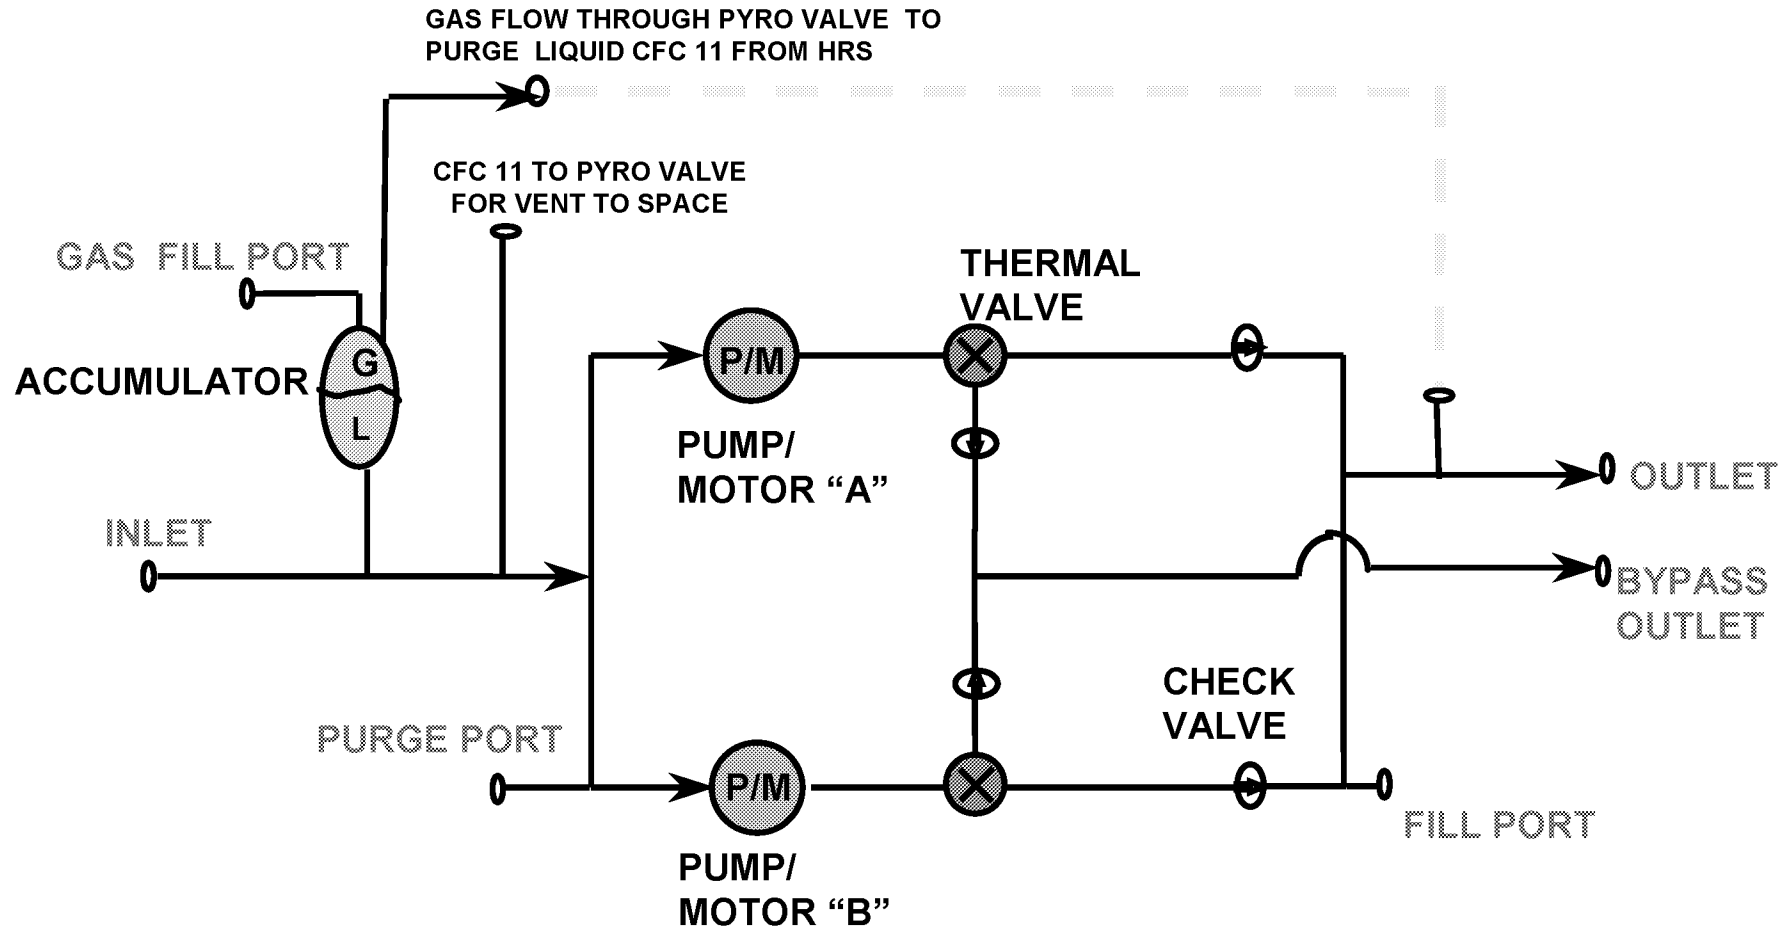 GAS FLOW THROUGH PYRO VALVE TO
PURGE LIQUID CFC 11 FROM HRS
CFC 11 TO PYRO VALVE
FOR VENT TO SPACE
GAS FILL PORT
THERMAL
VALVE
G
P/M
ACCUMULATOR
L
PUMP/
MOTOR “A”
OUTLET
INLET
BYPASS
OUTLET
CHECK
VALVE
PURGE PORT
P/M
FILL PORT
PUMP/
MOTOR “B”